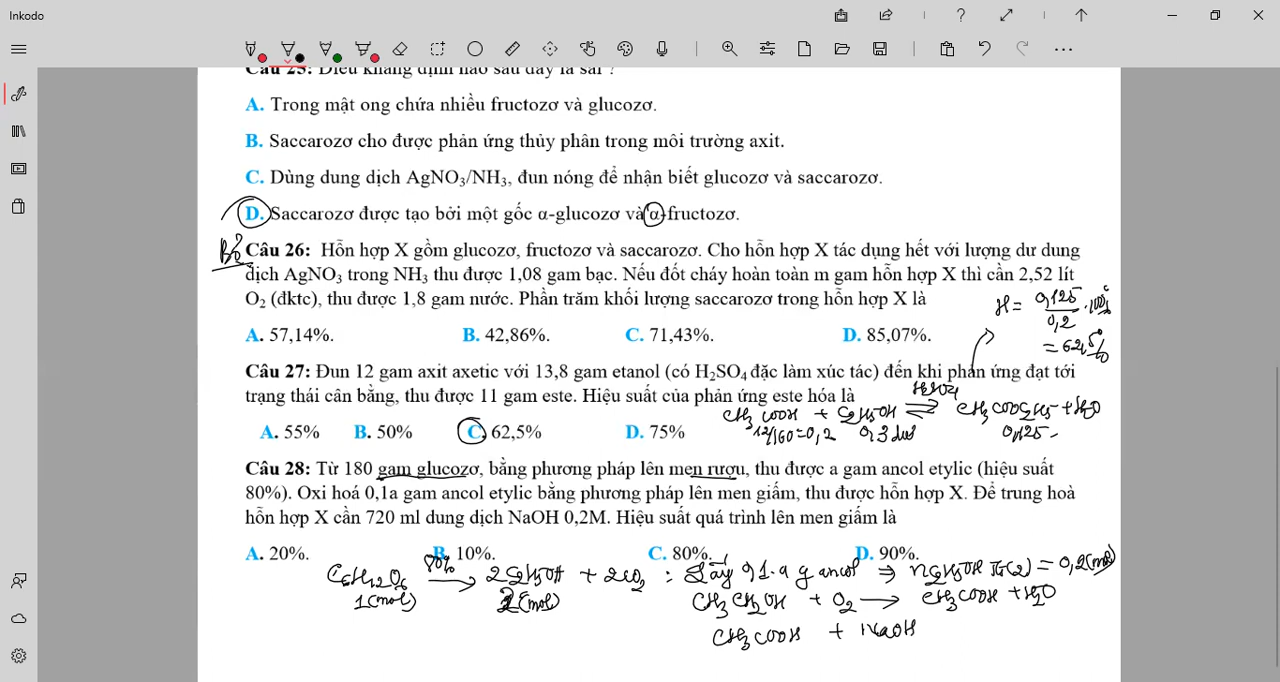 Inkodo
Câu 25: Điều khẳng định nào sau đây là sai ?
A. Trong mật ong chứa nhiều fructozơ và glucozơ.
B. Saccarozơ cho được phản ứng thủy phân trong môi trường axit.
C. Dùng dung dịch AgNO3/NH3, đun nóng để nhận biết glucozơ và saccarozơ.
D. Saccarozơ được tạo bởi một gốc α-glucozơ và α-fructozơ.
Bỏ
Câu 26: Hỗn hợp X gồm glucozơ, fructozơ và saccarozơ. Cho hỗn hợp X tác dụng hết với lượng dư dung
dịch AgNO3 trong NH3 thu được 1,08 gam bạc. Nếu đốt cháy hoàn toàn m gam hỗn hợp X thì cần 2,52 lít
O2 (đktc), thu được 1,8 gam nước. Phần trăm khối lượng saccarozơ trong hỗn hợp X là
H = 0,125/0,2 . 100%
= 62,5%
A. 57,14%. B. 42,86%. C. 71,43%. D. 85,07%.
Câu 27: Đun 12 gam axit axetic với 13,8 gam etanol (có H2SO4 đặc làm xúc tác) đến khi phản ứng đạt tới
trạng thái cân bằng, thu được 11 gam este. Hiệu suất của phản ứng este hóa là
H2SO4
CH3COOH + C2H5OH ⇌ CH3COOC2H5 + H2O
12/60=0,2 0,3 dư 0,125
A. 55% B. 50% C. 62,5% D. 75%
Câu 28: Từ 180 gam glucozơ, bằng phương pháp lên men rượu, thu được a gam ancol etylic (hiệu suất
80%). Oxi hoá 0,1a gam ancol etylic bằng phương pháp lên men giấm, thu được hỗn hợp X. Để trung hoà
hỗn hợp X cần 720 ml dung dịch NaOH 0,2M. Hiệu suất quá trình lên men giấm là
A. 20%. B. 10%. C. 80%. D. 90%.
C6H12O6 80% → 2C2H5OH + 2CO2 : Lấy 0,1.a g ancol ⇒ nC2H5OH = 0,2 (mol)
1 (mol) 2 (mol) CH3CH2OH + O2 → CH3COOH + H2O
CH3COOH + NaOH